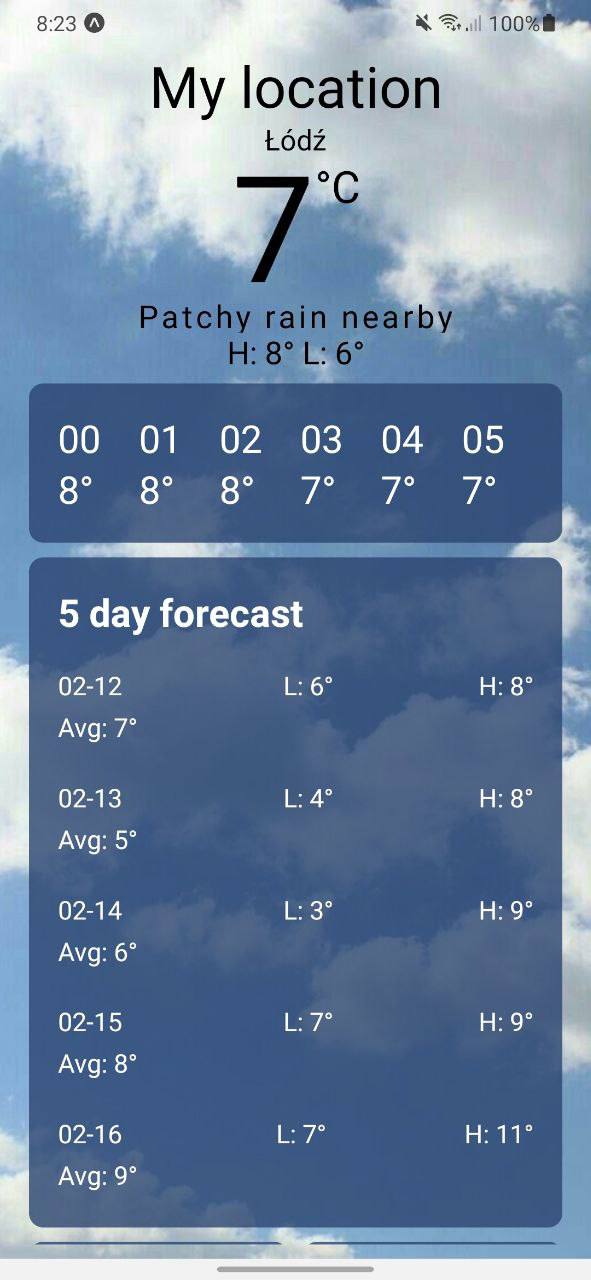 8:23 100%
My location
Łódź
7°C
Patchy rain nearby
H: 8° L: 6°
00 01 02 03 04 05
8° 8° 8° 7° 7° 7°
5 day forecast
02-12 L: 6° H: 8°
Avg: 7°
02-13 L: 4° H: 8°
Avg: 5°
02-14 L: 3° H: 9°
Avg: 6°
02-15 L: 7° H: 9°
Avg: 8°
02-16 L: 7° H: 11°
Avg: 9°